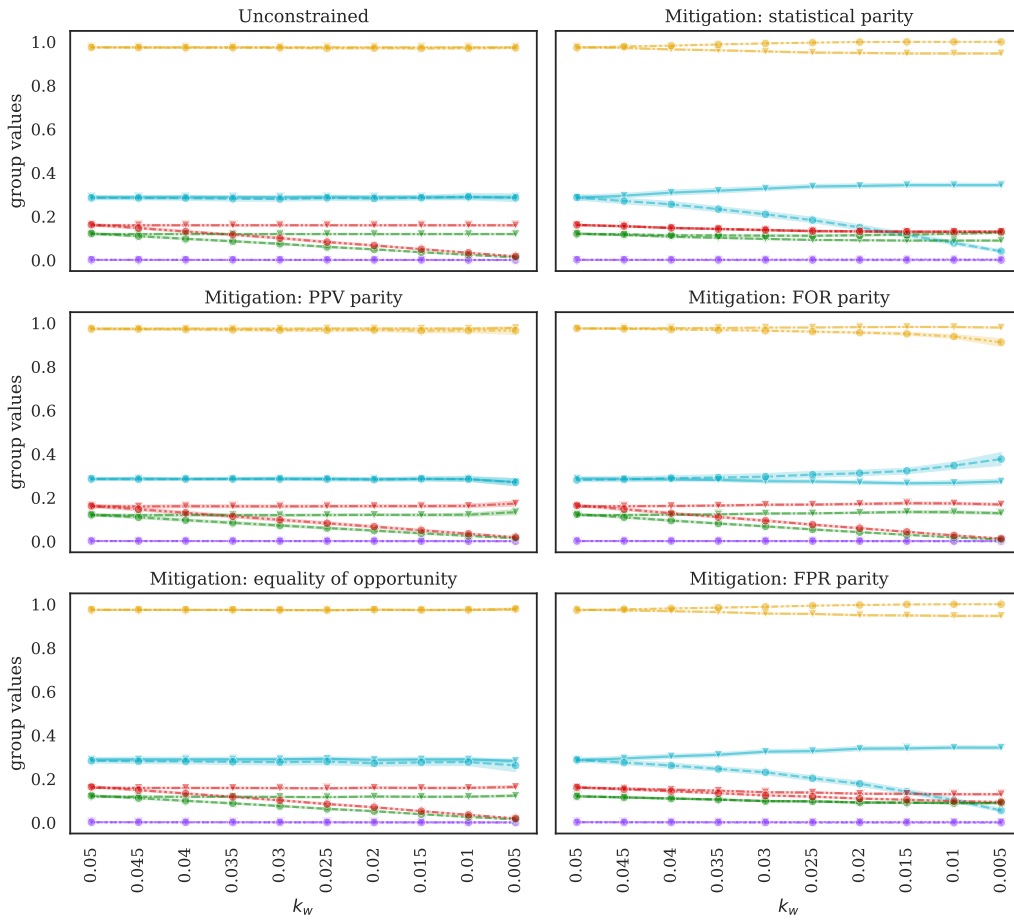 Unconstrained
Mitigation: statistical parity
group values
1.0
0.8
0.6
0.4
0.2
0.0
Mitigation: PPV parity
Mitigation: FOR parity
group values
1.0
0.8
0.6
0.4
0.2
0.0
Mitigation: equality of opportunity
Mitigation: FPR parity
group values
1.0
0.8
0.6
0.4
0.2
0.0
0.05 0.045 0.04 0.035 0.03 0.025 0.02 0.015 0.01 0.005
0.05 0.045 0.04 0.035 0.03 0.025 0.02 0.015 0.01 0.005
k_w
k_w